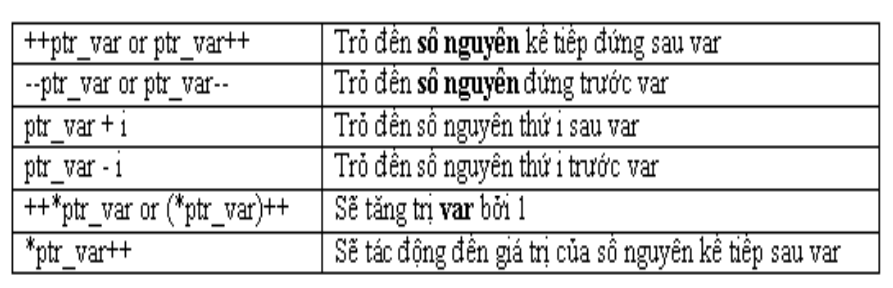 ++ptr_var or ptr_var++ Trỏ đến số nguyên kế tiếp đứng sau var
--ptr_var or ptr_var-- Trỏ đến số nguyên đứng trước var
ptr_var + i Trỏ đến số nguyên thứ i sau var
ptr_var - i Trỏ đến số nguyên thứ i trước var
++*ptr_var or (*ptr_var)++ Sẽ tăng trị var bởi 1
*ptr_var++ Sẽ tác động đến giá trị của số nguyên kế tiếp sau var